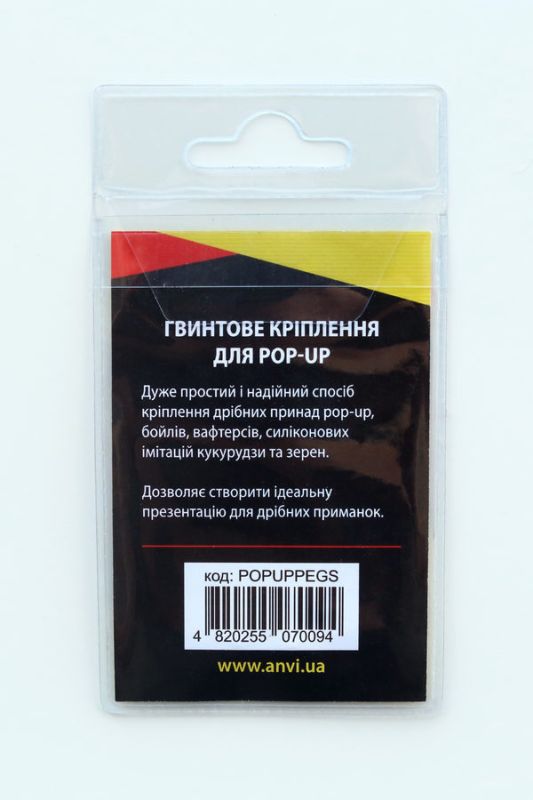 ГВИНТОВЕ КРІПЛЕННЯ
ДЛЯ POP-UP
Дуже простий і надійний спосіб
кріплення дрібних принад pop-up,
бойлів, вафтерсів, силіконових
імітацій кукурудзи та зерен.
Дозволяє створити ідеальну
презентацію для дрібних приманок.
код: POPUPPEGS
4 820255 070094
www.anvi.ua